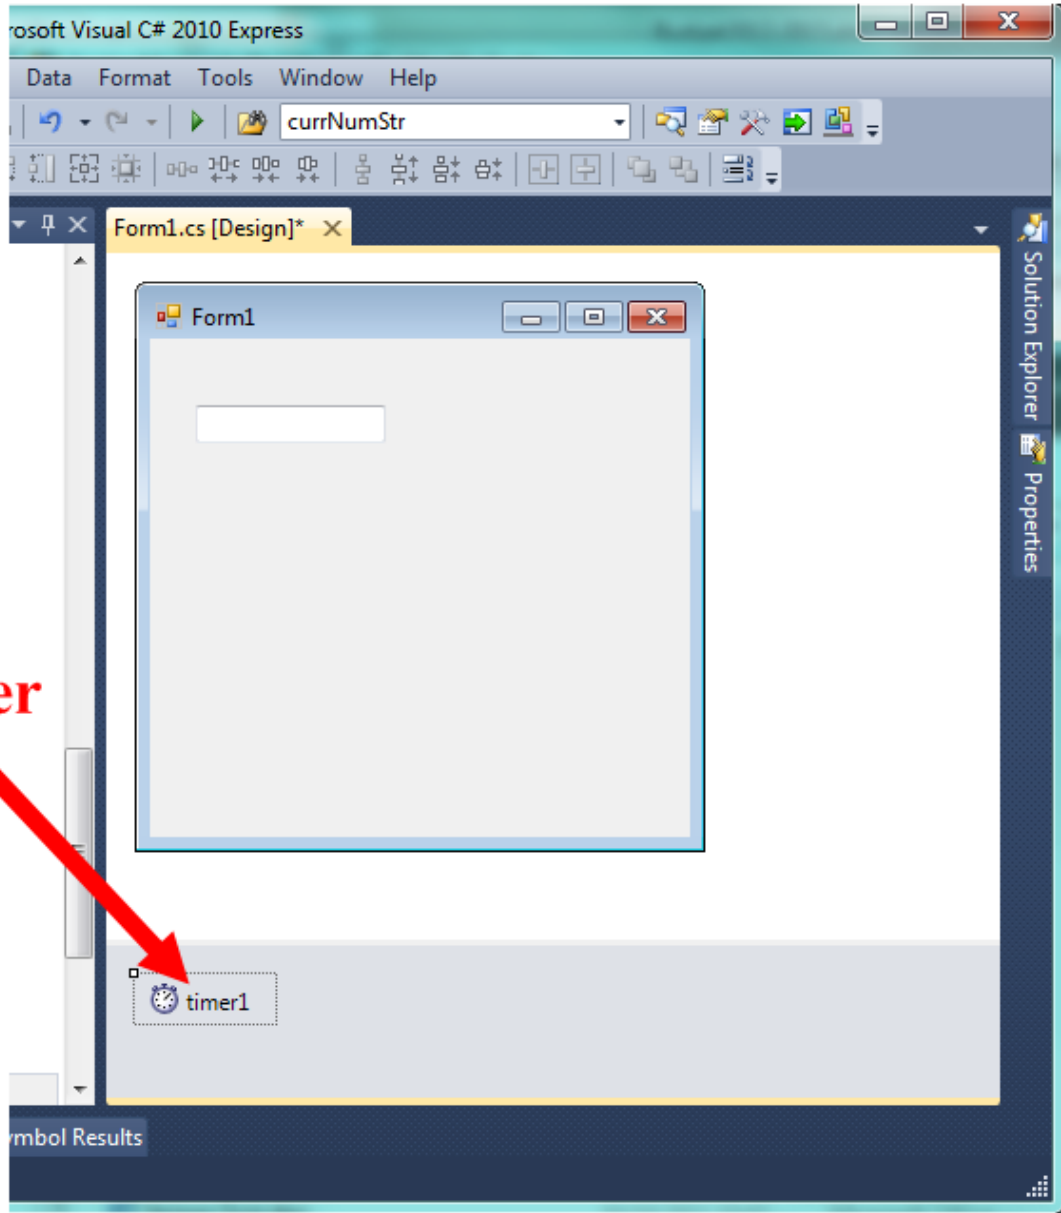 rosoft Visual C# 2010 Express
Data Format Tools Window Help
currNumStr
Form1.cs [Design]*
Form1
Solution Explorer
Properties
er
timer1
ymbol Results